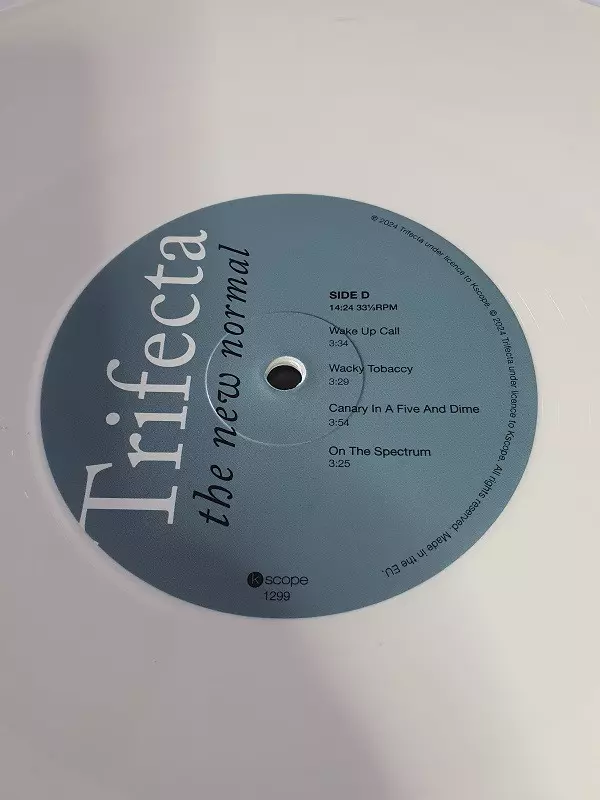 Trifecta
the new normal
SIDE D
14:24 33⅓RPM
Wake Up Call
3:34
Wacky Tobaccy
3:29
Canary In A Five And Dime
3:54
On The Spectrum
3:25
kscope
1299
℗ 2024 Trifecta under licence to Kscope. © 2024 Trifecta under licence to Kscope. All rights reserved. Made in the EU.